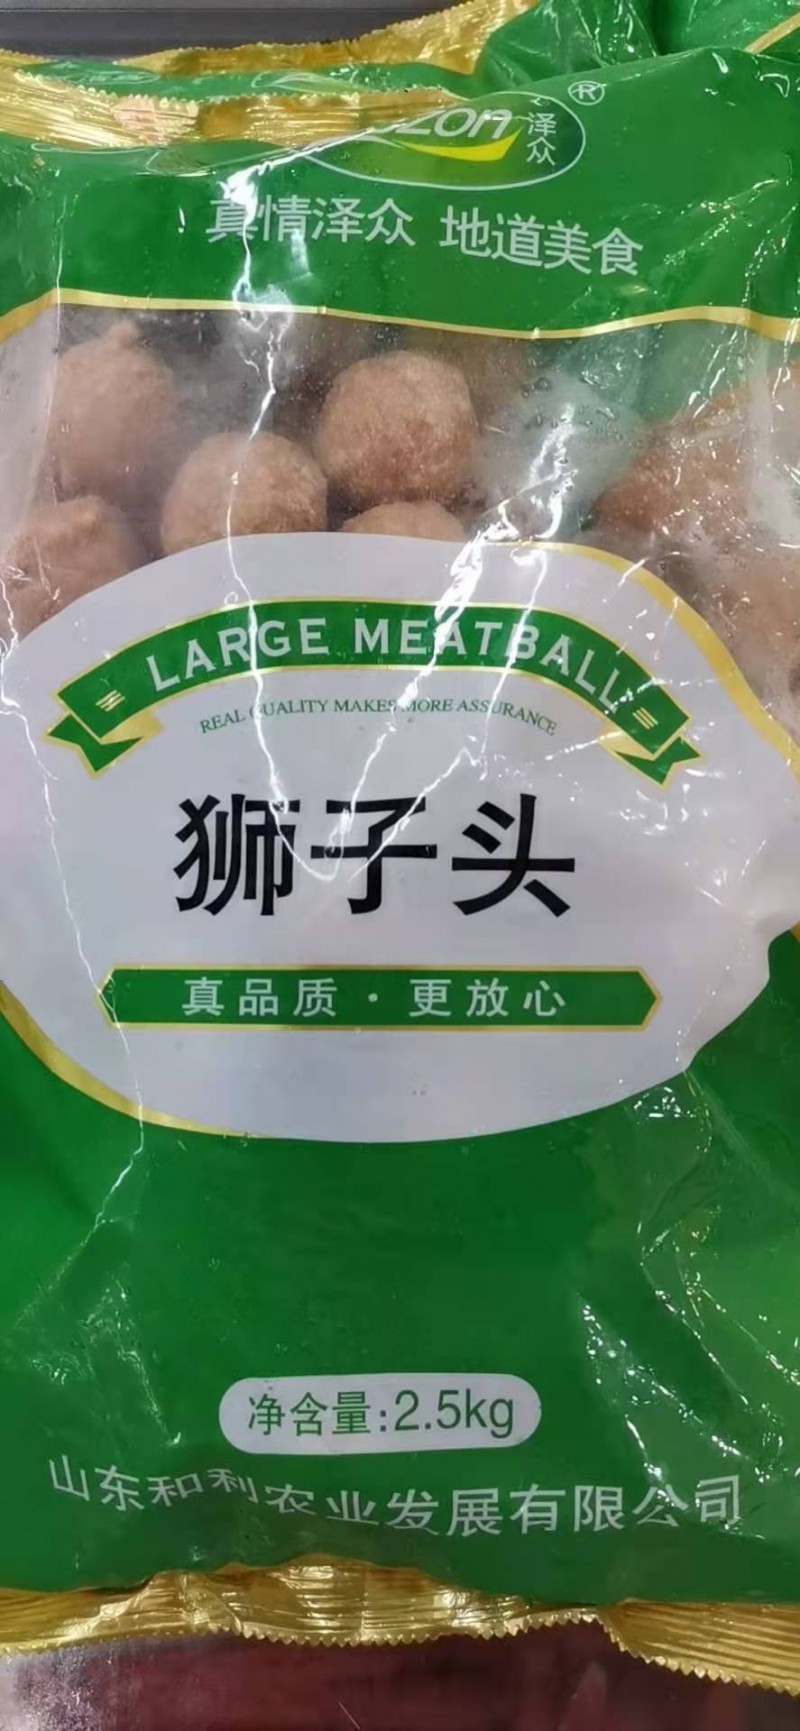 泽众
®
真情泽众 地道美食
LARGE MEATBALL
REAL QUALITY MAKES MORE ASSURANCE
狮子头
真品质·更放心
净含量:2.5kg
山东和利农业发展有限公司